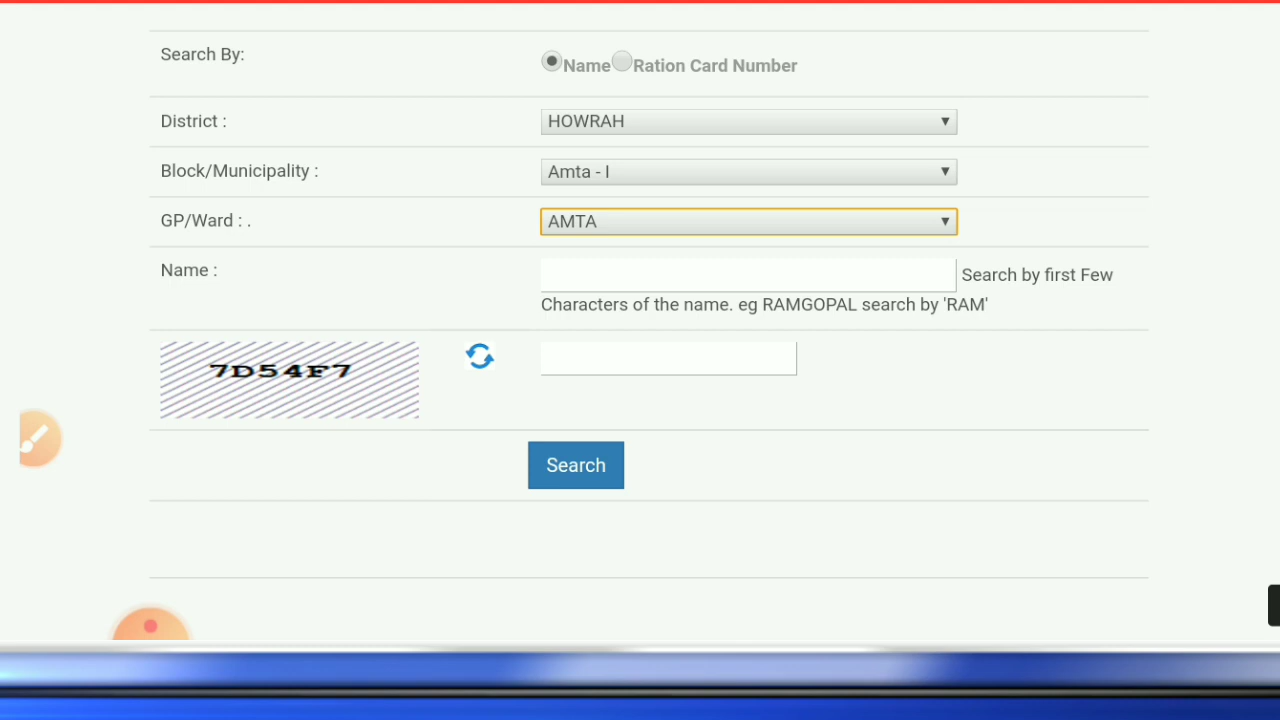 Search By:
Name Ration Card Number
District :
HOWRAH
Block/Municipality :
Amta - I
GP/Ward : .
AMTA
Name :
Search by first Few
Characters of the name. eg RAMGOPAL search by 'RAM'
7D54F7
Search